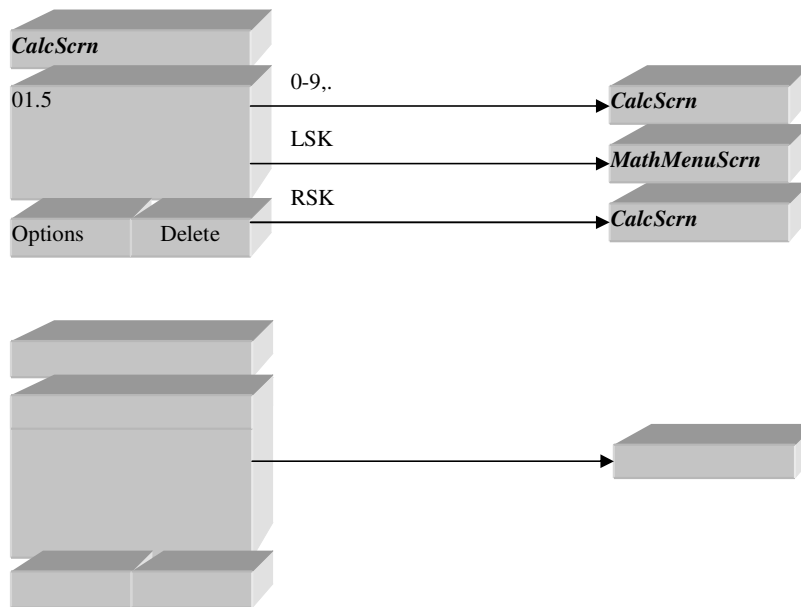 CalcScrn
01.5
0-9,.
CalcScrn
LSK
MathMenuScrn
RSK
CalcScrn
Options
Delete